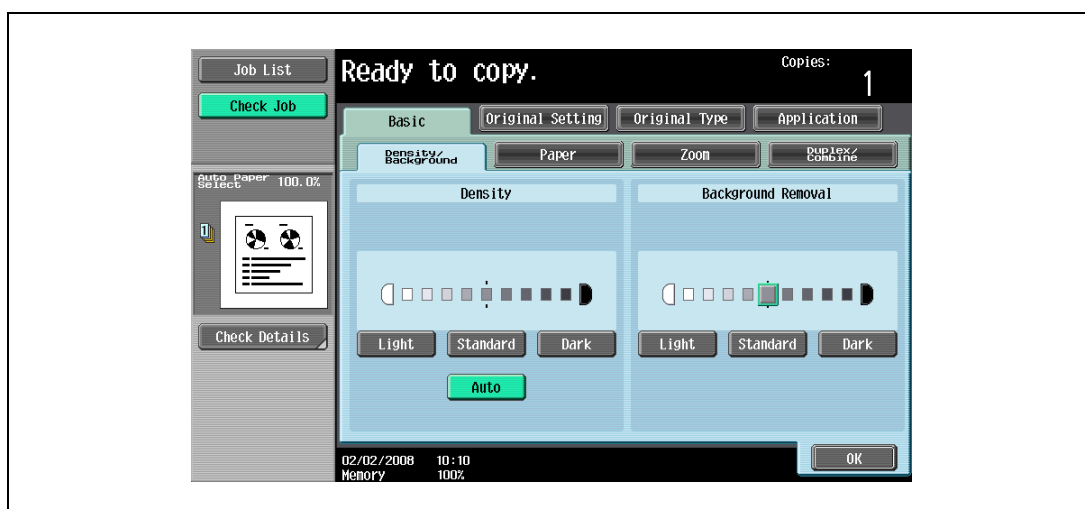 Job List
Check Job
Ready to copy.
Copies:
1
Basic
Original Setting
Original Type
Application
Density/
Background
Paper
Zoom
Duplex/
Combine
Auto Paper
Select
100.0%
1
Check Details
Density
Background Removal
Light
Standard
Dark
Auto
Light
Standard
Dark
02/02/2008 10:10
Memory 100%
OK